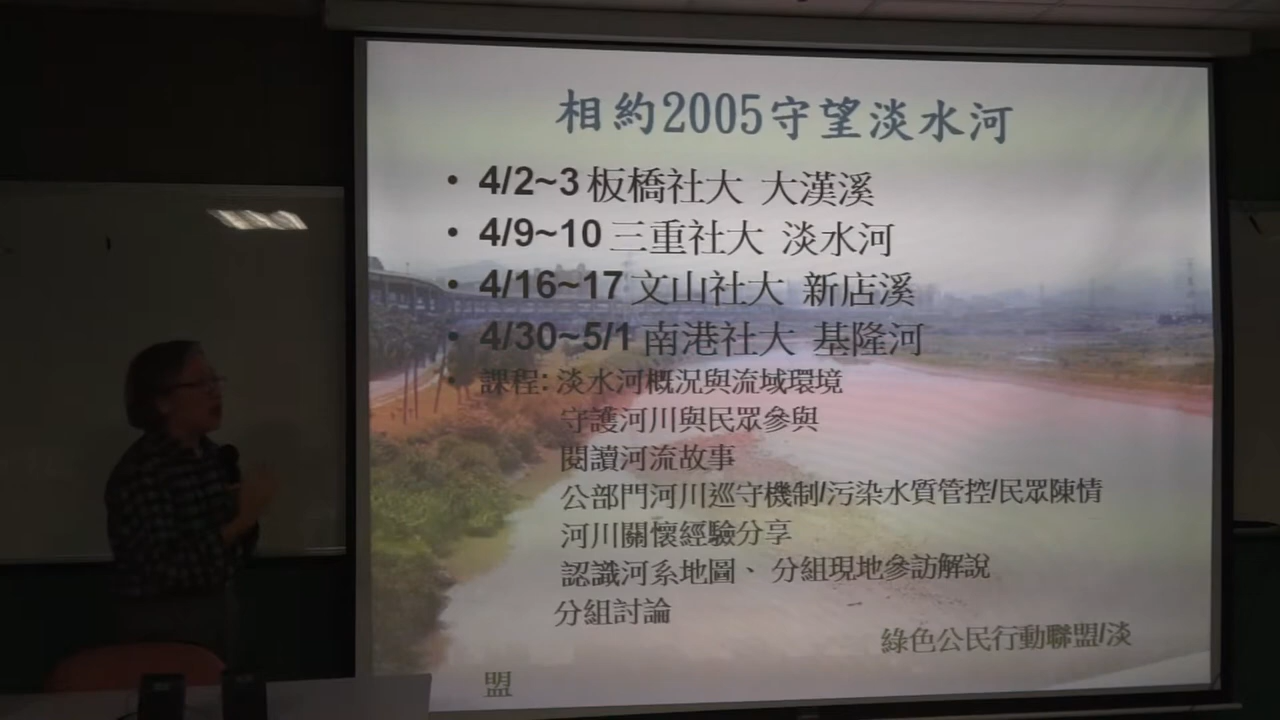 相約2005守望淡水河
• 4/2~3 板橋社大 大漢溪
• 4/9~10 三重社大 淡水河
• 4/16~17 文山社大 新店溪
• 4/30~5/1 南港社大 基隆河
• 課程: 淡水河概況與流域環境
守護河川與民眾參與
閱讀河流故事
公部門河川巡守機制/污染水質管控/民眾陳情
河川關懷經驗分享
認識河系地圖、 分組現地參訪解說
分組討論
綠色公民行動聯盟/淡
盟